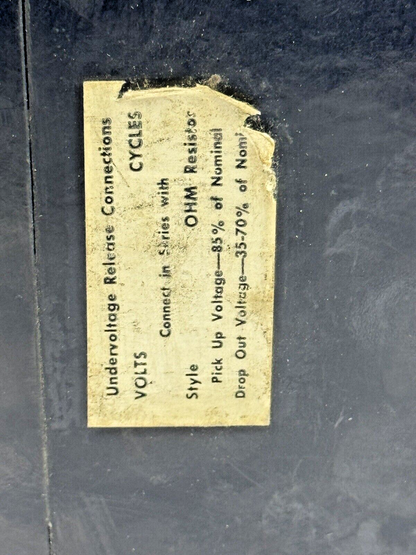 Undervoltage Release Connections
VOLTS CYCLES
Connect in Series with
Style OHM Resistor
Pick Up Voltage—85% of Nominal
Drop Out Voltage—35-70% of Nomi